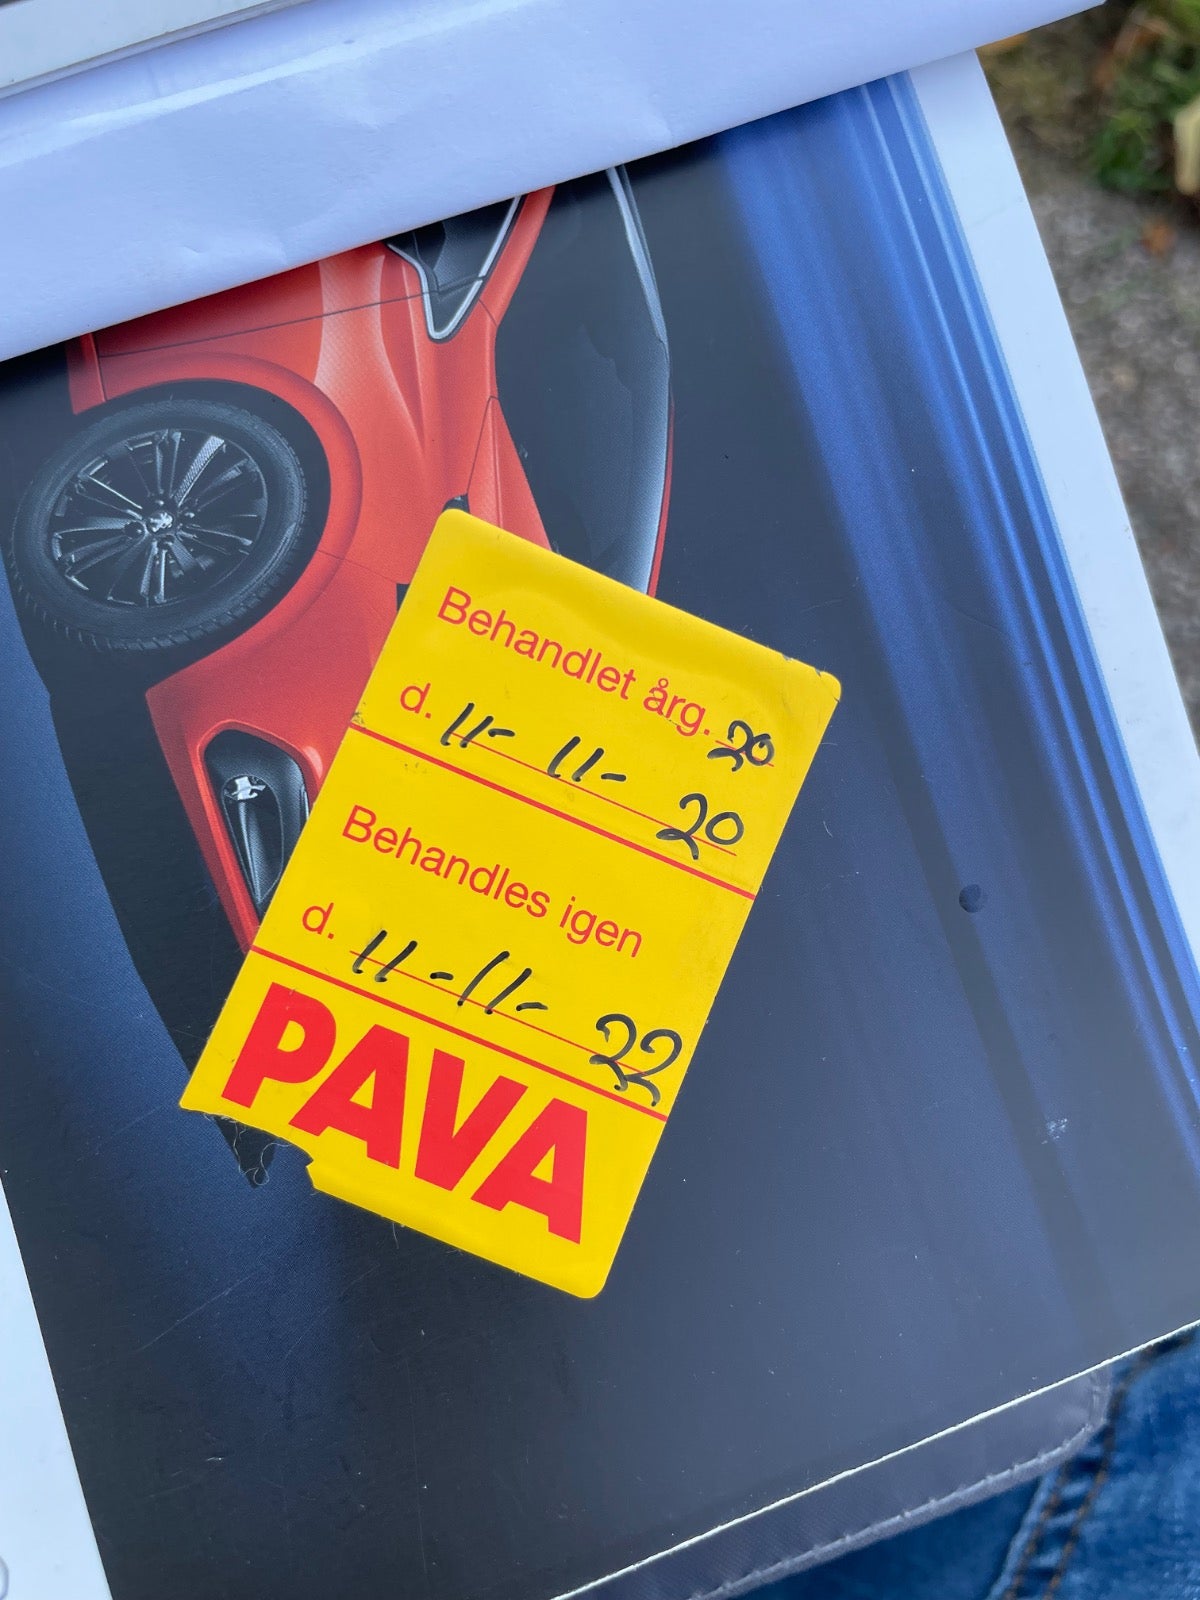 Behandlet årg. 20
d. 11- 11- 20
Behandles igen
d. 11-11- 22
PAVA